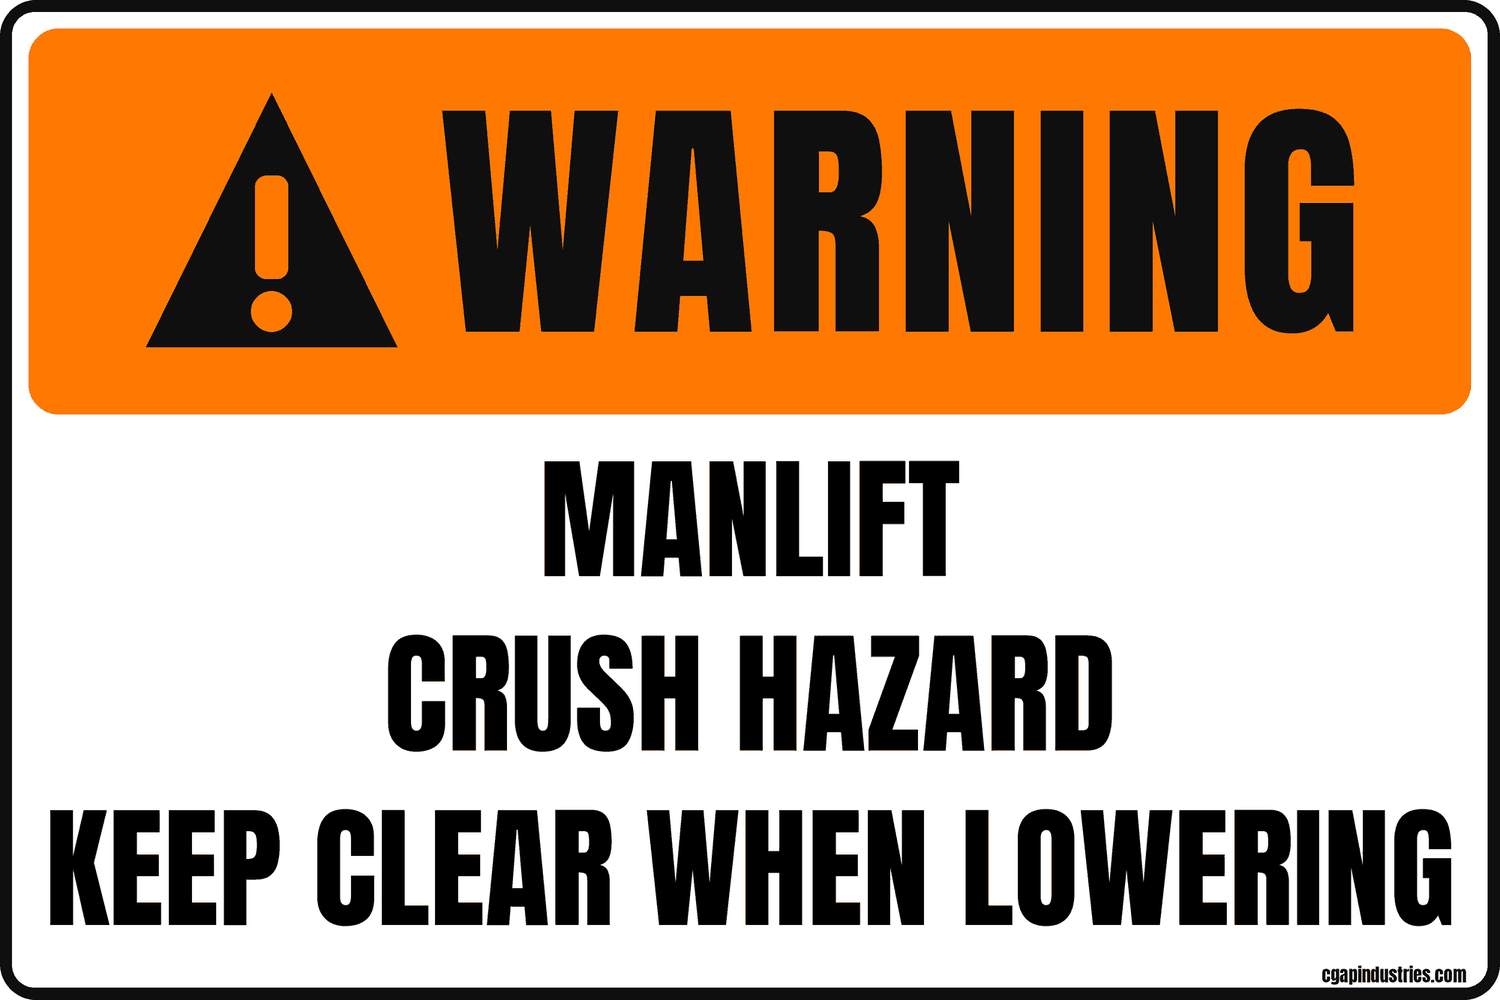 WARNING
MANLIFT
CRUSH HAZARD
KEEP CLEAR WHEN LOWERING
cgapindustries.com